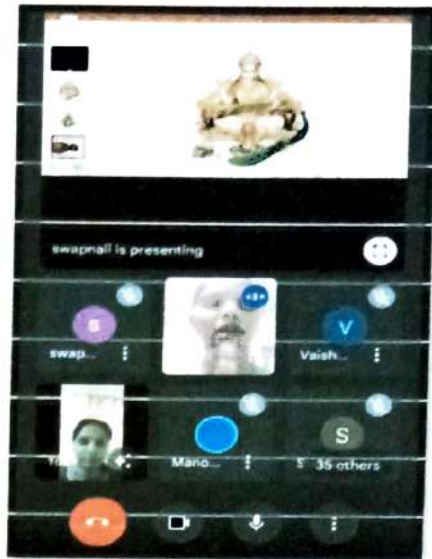 swapnali is presenting
S
V
swap...
Vaish...
S
Mano...
35 others